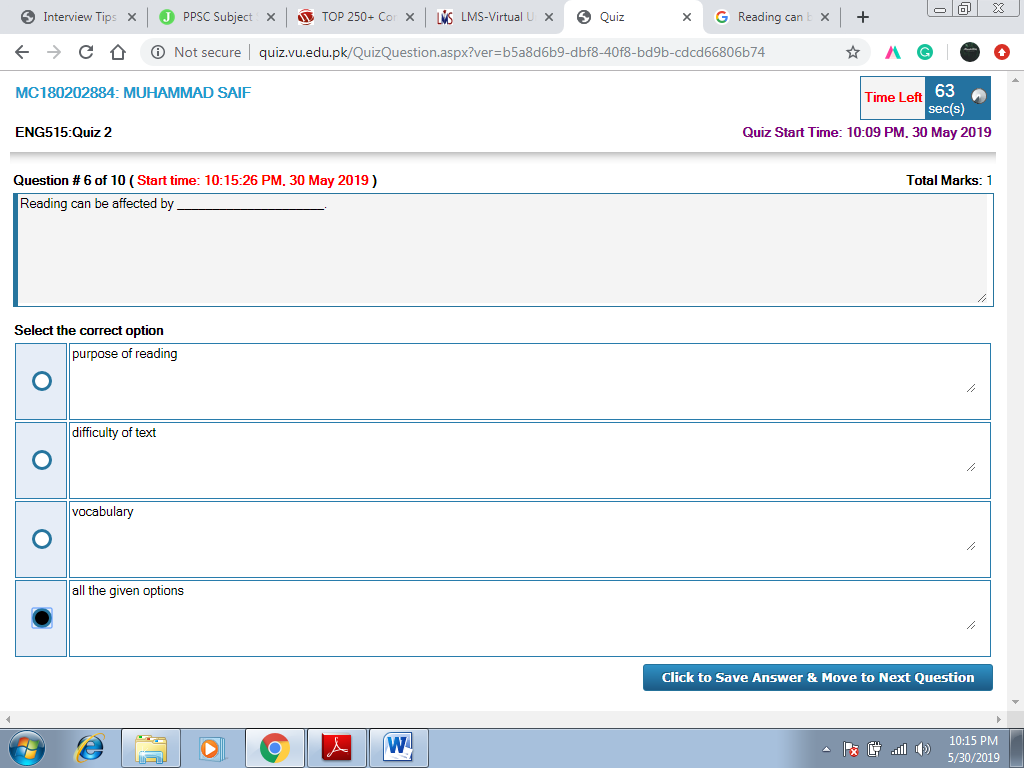 Interview Tips
PPSC Subject
TOP 250+ Co
LMS-Virtual U
Quiz
Reading can b
Not secure
quiz.vu.edu.pk/QuizQuestion.aspx?ver=b5a8d6b9-dbf8-40f8-bd9b-cdcd66806b74
MC180202884: MUHAMMAD SAIF
Time Left 63 sec(s)
ENG515:Quiz 2
Quiz Start Time: 10:09 PM, 30 May 2019
Question # 6 of 10 ( Start time: 10:15:26 PM, 30 May 2019 )
Total Marks: 1
Reading can be affected by _____________________.
Select the correct option
purpose of reading
difficulty of text
vocabulary
all the given options
Click to Save Answer & Move to Next Question
10:15 PM
5/30/2019